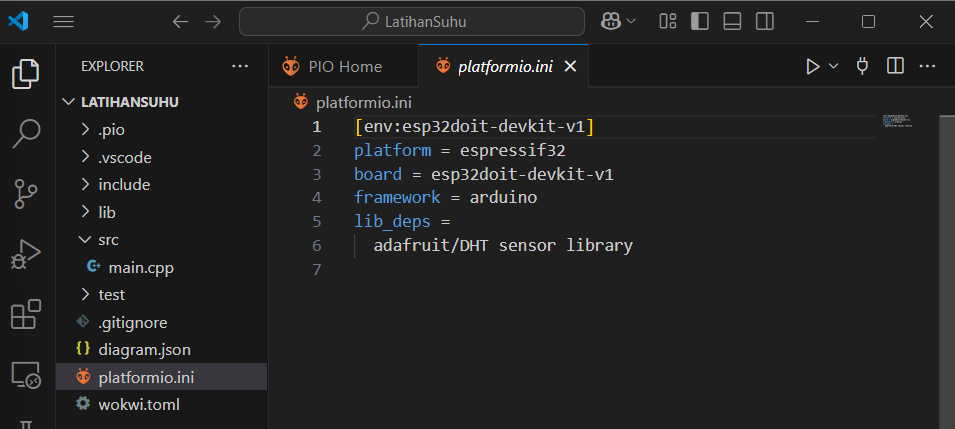 LatihanSuhu
EXPLORER
LATIHANSUHU
.pio
.vscode
include
lib
src
main.cpp
test
.gitignore
diagram.json
platformio.ini
wokwi.toml
PIO Home
platformio.ini
platformio.ini
1 [env:esp32doit-devkit-v1]
2 platform = espressif32
3 board = esp32doit-devkit-v1
4 framework = arduino
5 lib_deps =
6 adafruit/DHT sensor library
7